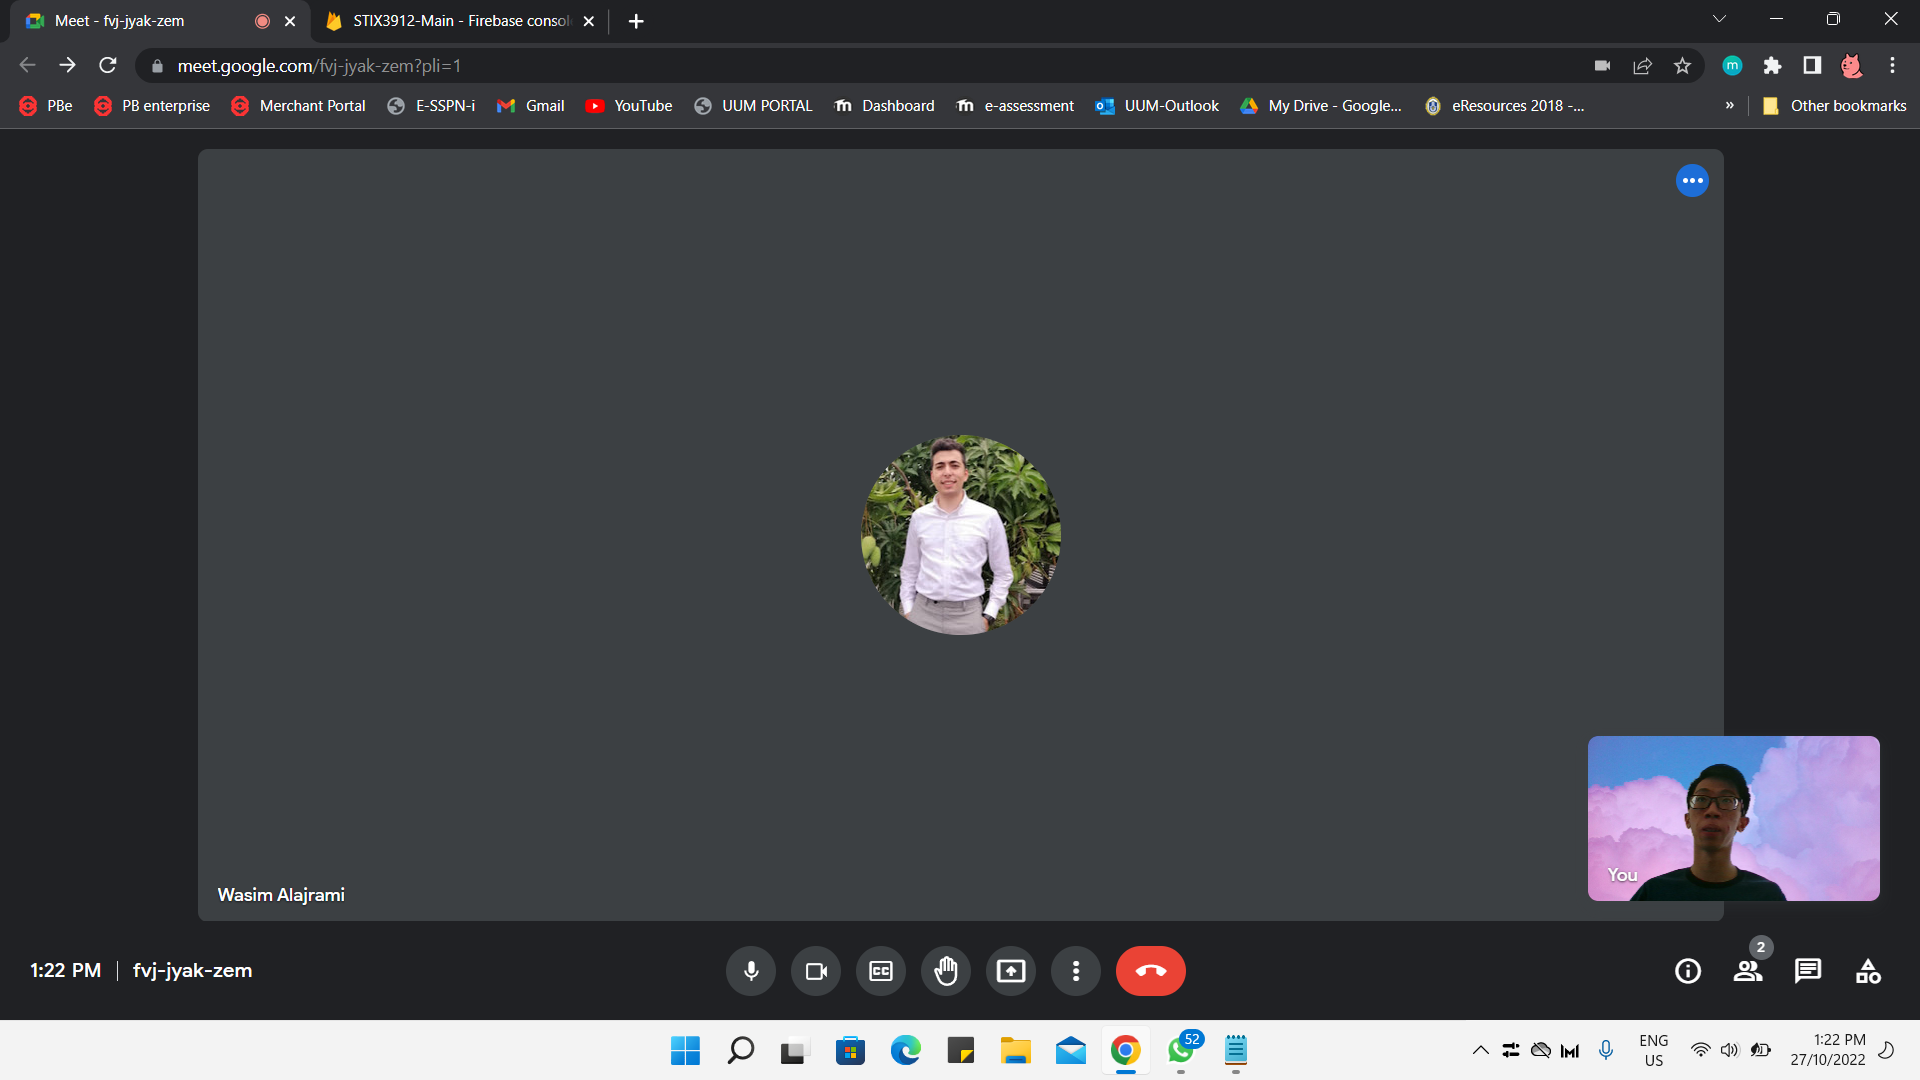 Meet - fvj-jyak-zem
STIX3912-Main - Firebase consol
meet.google.com/fvj-jyak-zem?pli=1
m
PBe
PB enterprise
Merchant Portal
E-SSPN-i
Gmail
YouTube
UUM PORTAL
Dashboard
e-assessment
UUM-Outlook
My Drive - Google...
eResources 2018 -...
»
Other bookmarks
You
Wasim Alajrami
1:22 PM | fvj-jyak-zem
CC
2
52
ENG
US
1:22 PM
27/10/2022